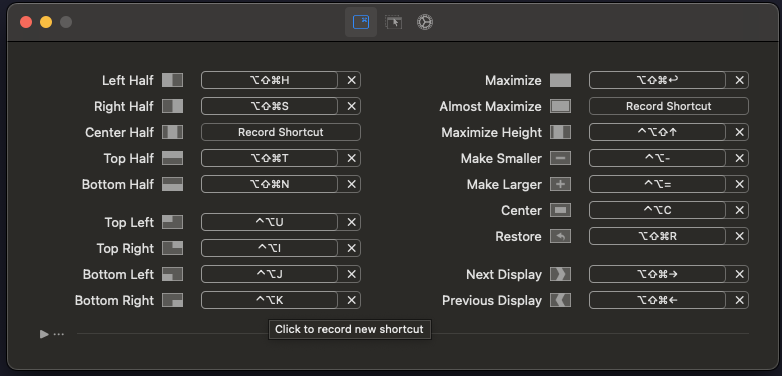 Left Half ⌥⇧⌘H ✕
Right Half ⌥⇧⌘S ✕
Center Half Record Shortcut
Top Half ⌥⇧⌘T ✕
Bottom Half ⌥⇧⌘N ✕
Top Left ^⌥U ✕
Top Right ^⌥I ✕
Bottom Left ^⌥J ✕
Bottom Right ^⌥K ✕
Maximize ⌥⇧⌘↩ ✕
Almost Maximize Record Shortcut
Maximize Height ^⌥⇧↑ ✕
Make Smaller ^⌥- ✕
Make Larger ^⌥= ✕
Center ^⌥C ✕
Restore ⌥⇧⌘R ✕
Next Display ⌥⇧⌘→ ✕
Previous Display ⌥⇧⌘← ✕
▶ ···
Click to record new shortcut